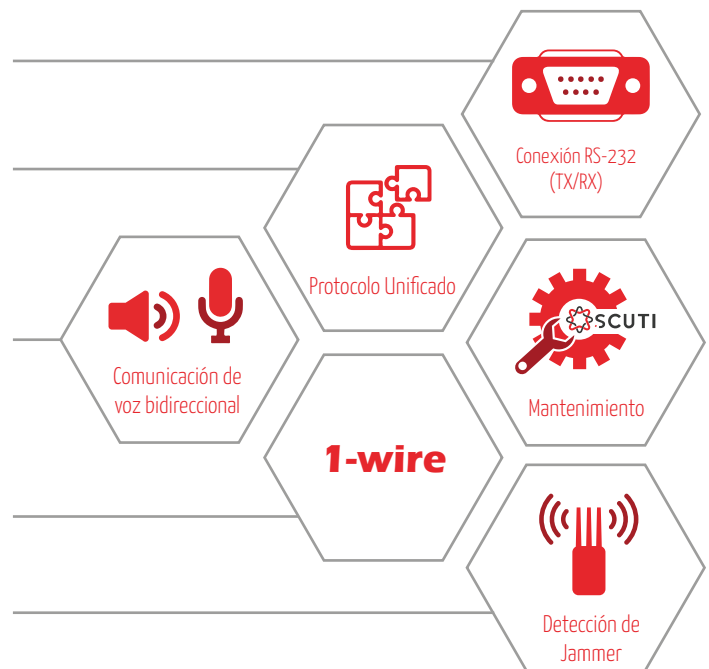 Conexión RS-232
(TX/RX)
Protocolo Unificado
Comunicación de
voz bidireccional
SCUTI
Mantenimiento
1-wire
Detección de
Jammer